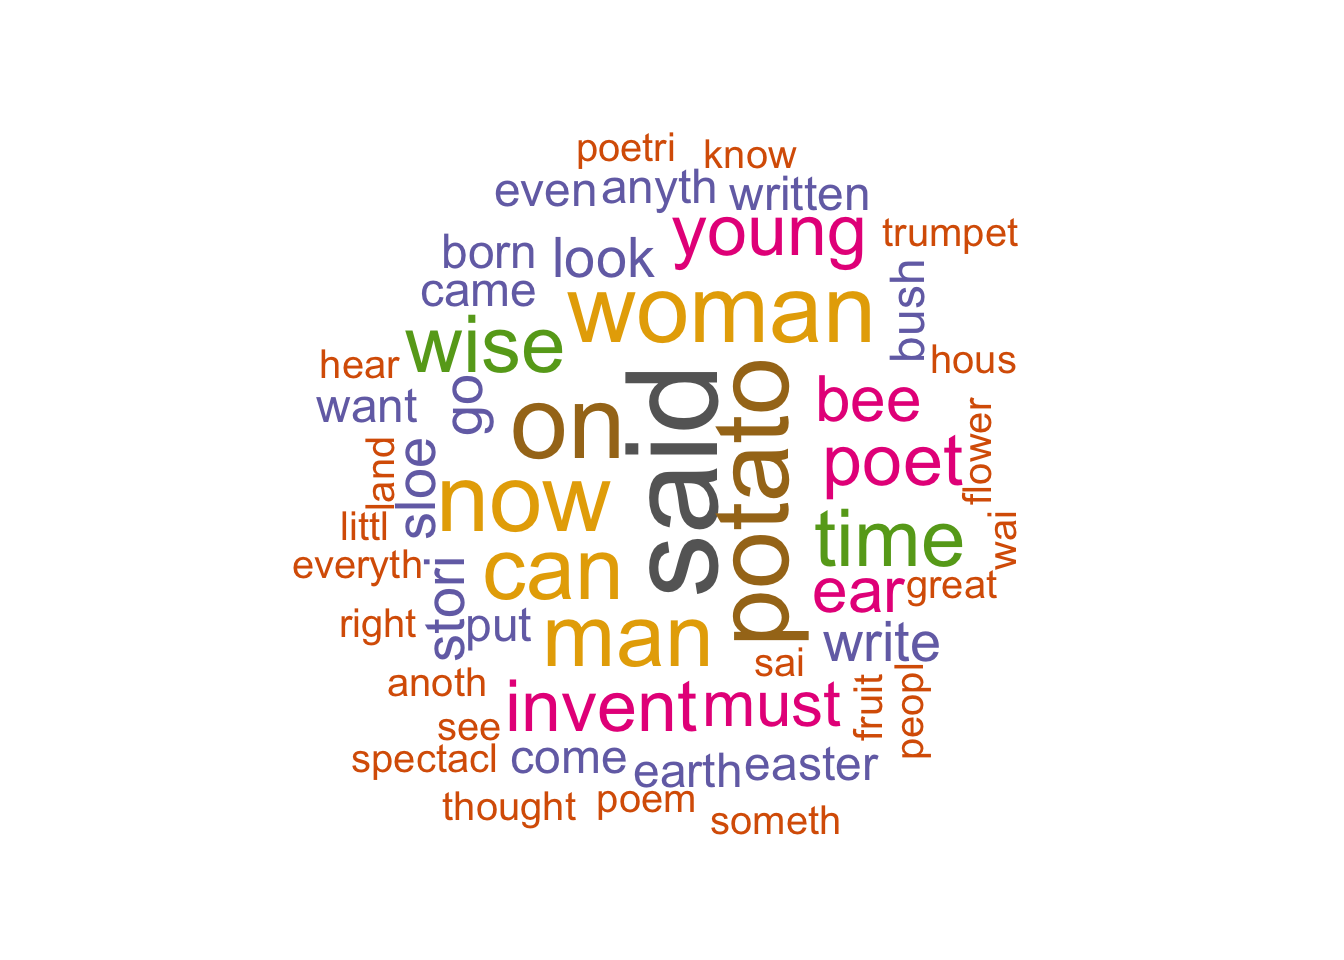 poetri know
even anyth written
young trumpet
born look
came woman bush
wise hous
hear said potato
want go on bee
land sloe now poet flower
littl time wai
everyth can
stori ear great
right put man write
anoth sai
see invent must fruit peopl
spectacl come earth easter
thought poem someth